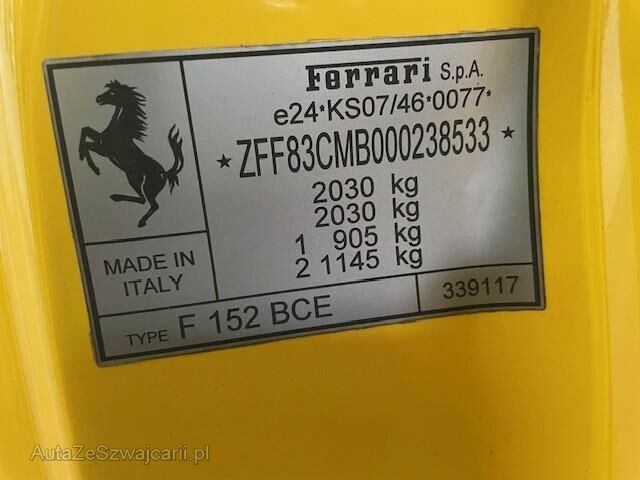 Ferrari S.p.A.
e24*KS07/46*0077*
* ZFF83CMB000238533 *
2030 kg
2030 kg
1 905 kg
2 1145 kg
MADE IN
ITALY
TYPE F 152 BCE
339117
AutaZeSzwajcarii.pl